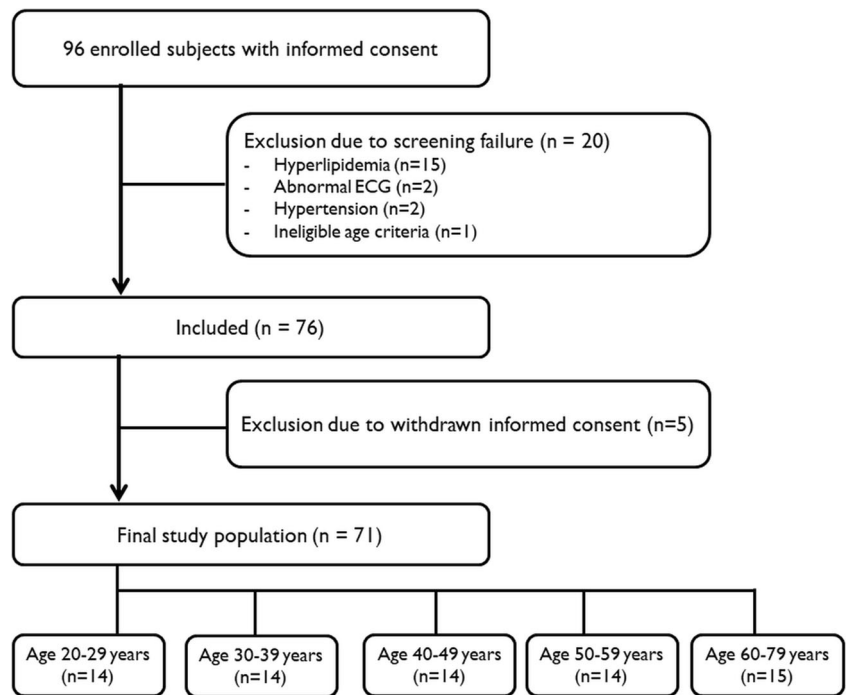 96 enrolled subjects with informed consent
Exclusion due to screening failure (n = 20)
- Hyperlipidemia (n=15)
- Abnormal ECG (n=2)
- Hypertension (n=2)
- Ineligible age criteria (n=1)
Included (n = 76)
Exclusion due to withdrawn informed consent (n=5)
Final study population (n = 71)
Age 20-29 years
(n=14)
Age 30-39 years
(n=14)
Age 40-49 years
(n=14)
Age 50-59 years
(n=14)
Age 60-79 years
(n=15)